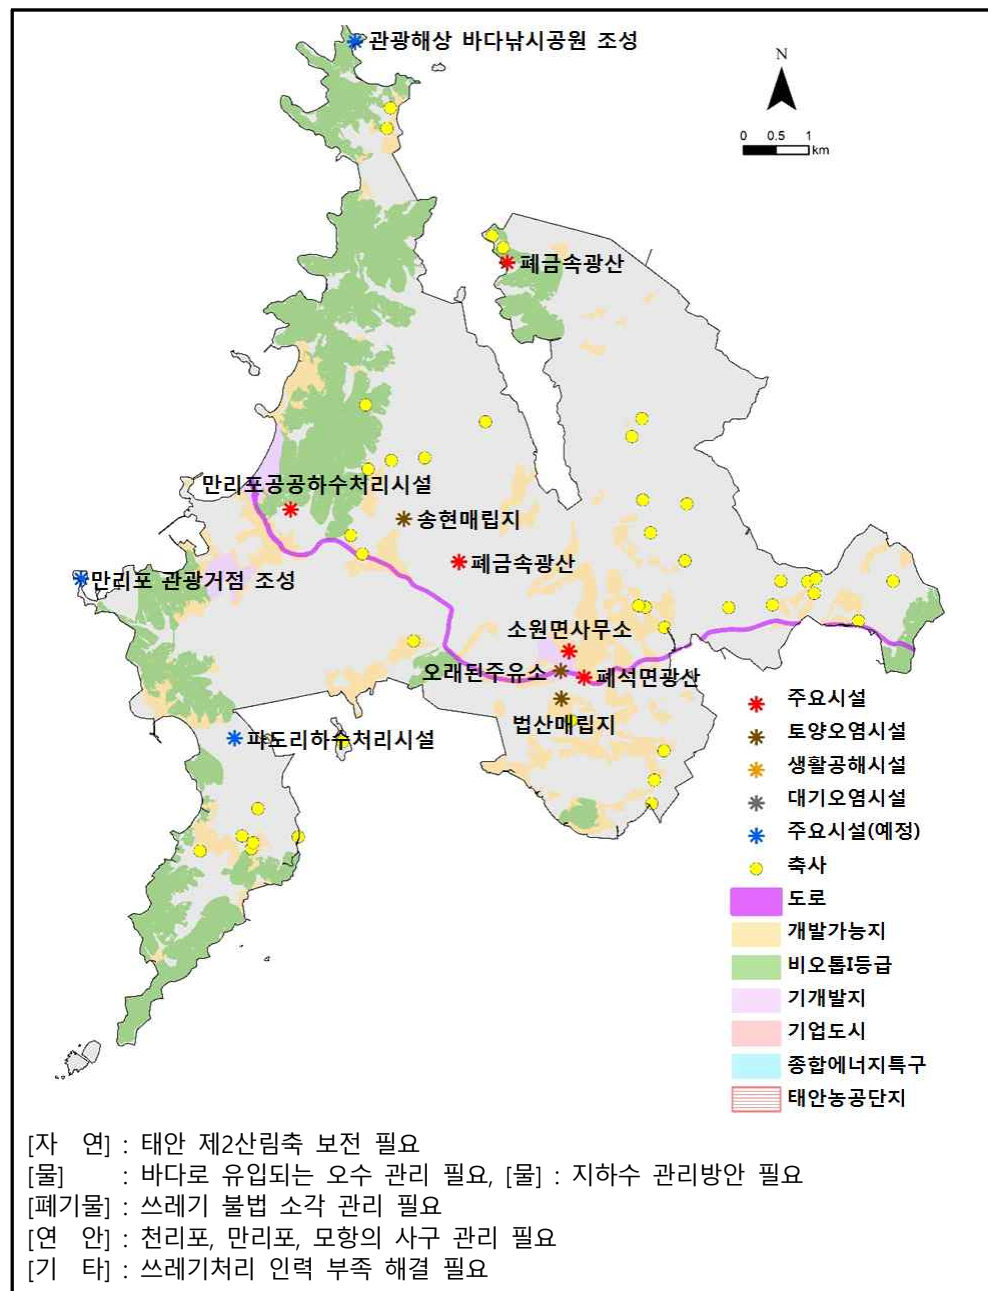 관광해상 바다낚시공원 조성
N
0 0.5 1
km
폐금속광산
만리포공공하수처리시설
송현매립지
폐금속광산
만리포 관광거점 조성
소원면사무소
오래된주유소
폐석면광산
법산매립지
파도리하수처리시설
주요시설
토양오염시설
생활공해시설
대기오염시설
주요시설(예정)
축사
도로
개발가능지
비오톱I등급
기개발지
기업도시
종합에너지특구
태안농공단지
[자 연] : 태안 제2산림축 보전 필요
[물] : 바다로 유입되는 오수 관리 필요, [물] : 지하수 관리방안 필요
[폐기물] : 쓰레기 불법 소각 관리 필요
[연 안] : 천리포, 만리포, 모항의 사구 관리 필요
[기 타] : 쓰레기처리 인력 부족 해결 필요